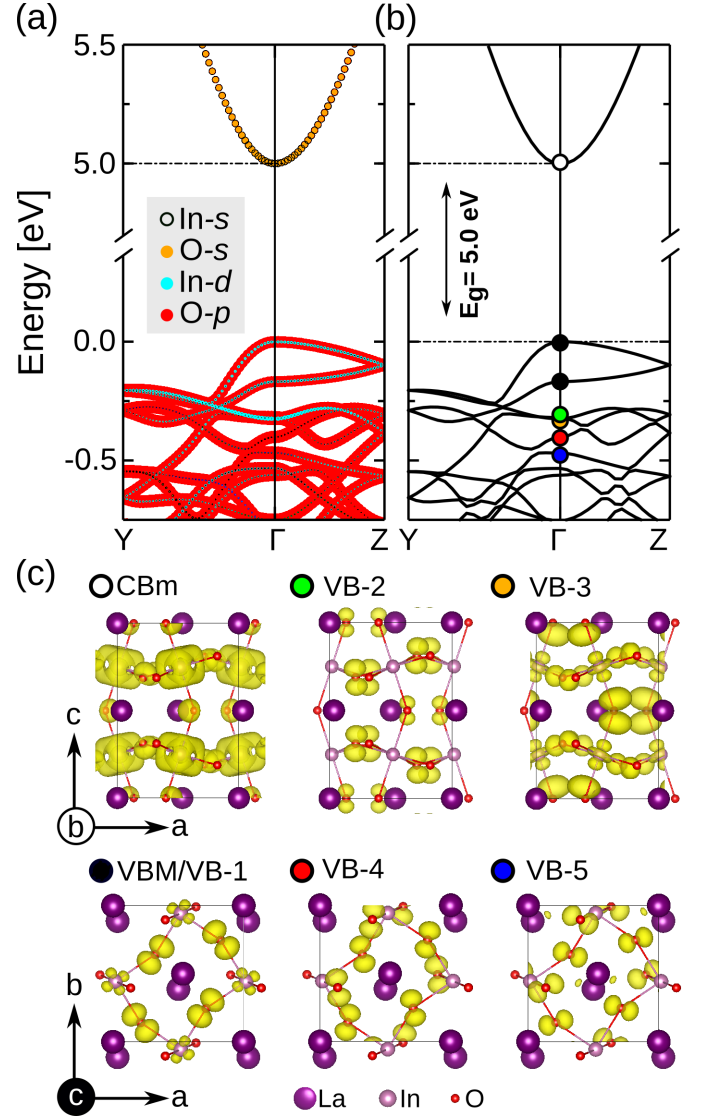 (a) (b)
5.5
5.0
0.0
-0.5
Energy [eV]
In-s
O-s
In-d
O-p
Eg= 5.0 eV
Y Γ Z Y Γ Z
(c)
CBm VB-2 VB-3
c
b a
VBM/VB-1 VB-4 VB-5
b
c a
La In O